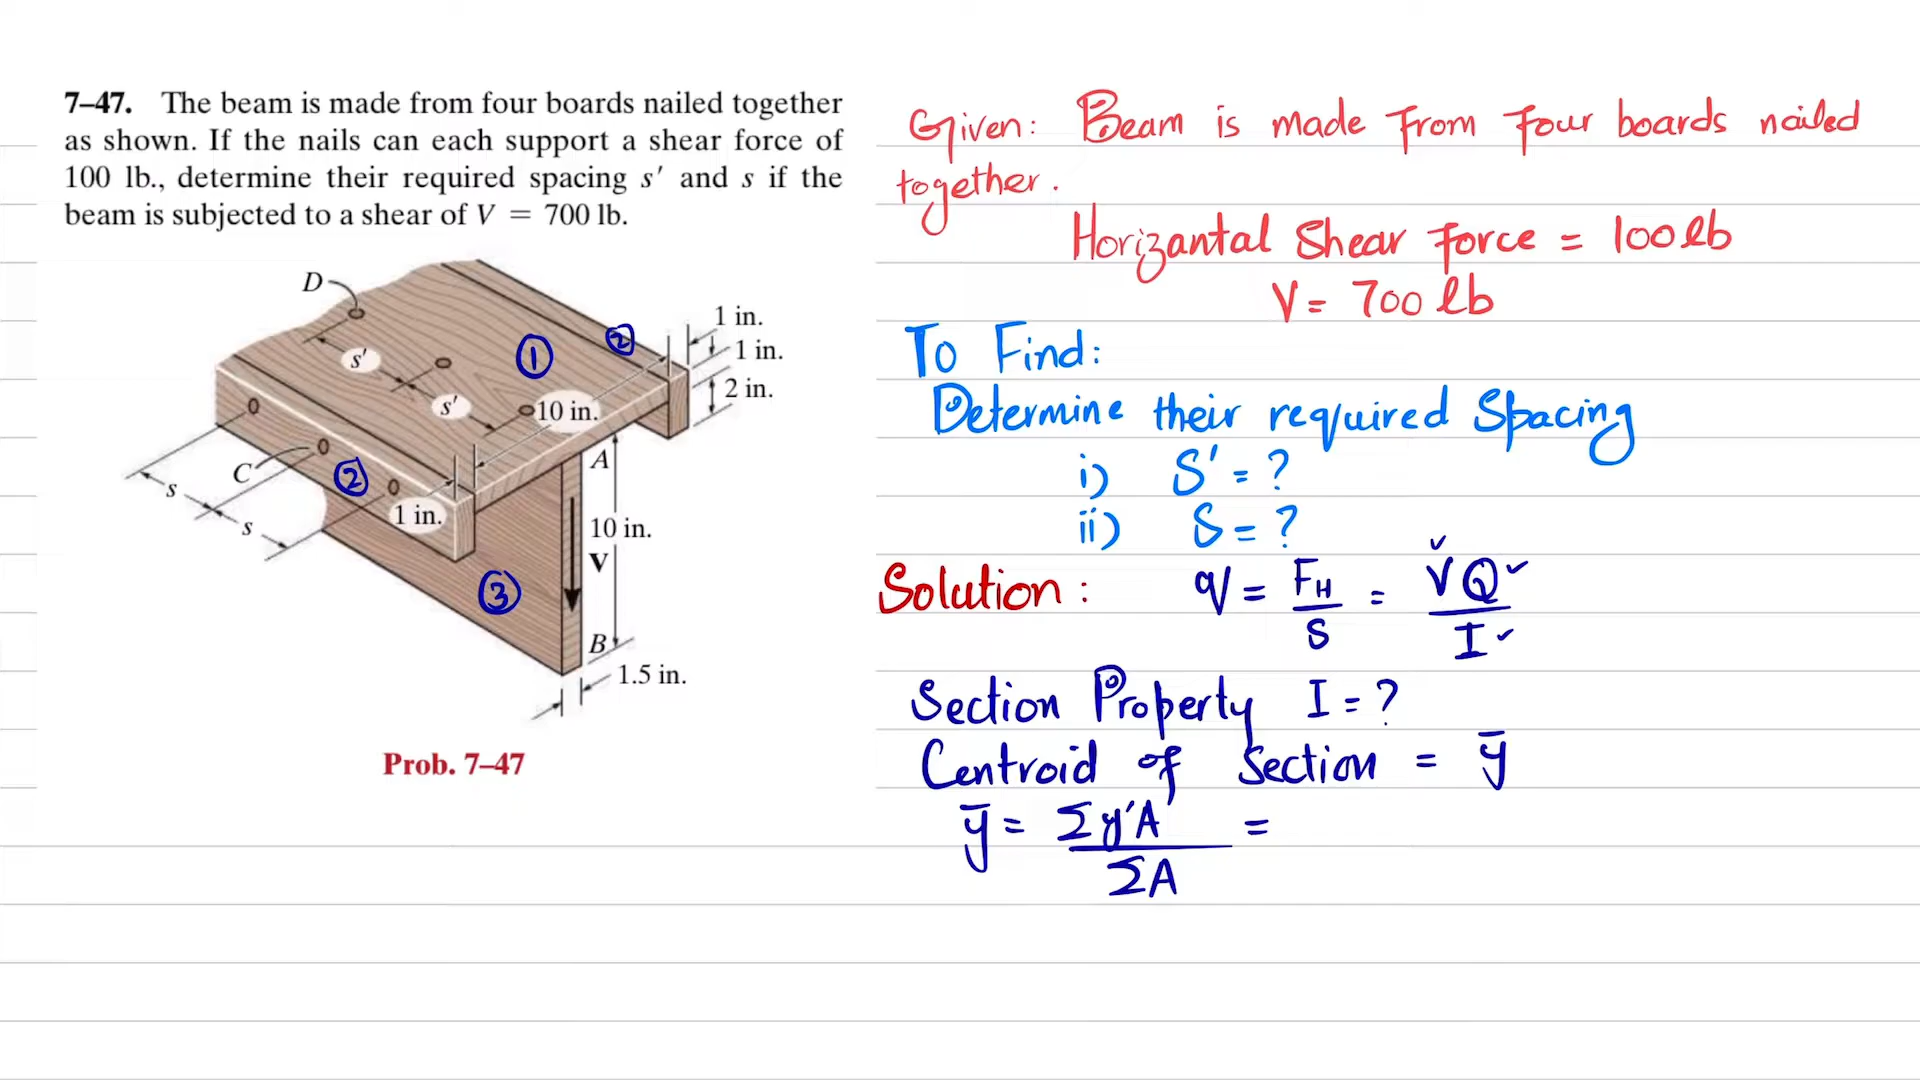 7–47. The beam is made from four boards nailed together
as shown. If the nails can each support a shear force of
100 lb., determine their required spacing s′ and s if the
beam is subjected to a shear of V = 700 lb.
D
1 in.
1 in.
2 in.
s′
s′
1
2
10 in.
A
C
2
s
s
1 in.
10 in.
V
3
B
1.5 in.
Prob. 7–47
Given: Beam is made from four boards nailed
together.
Horizantal Shear force = 100 lb
V = 700 lb
To Find:
Determine their required Spacing
i) S' = ?
ii) S = ?
Solution: q = F_H/S = VQ/I
Section Property I = ?
Centroid of Section = ȳ
ȳ = Σy'A/ΣA =